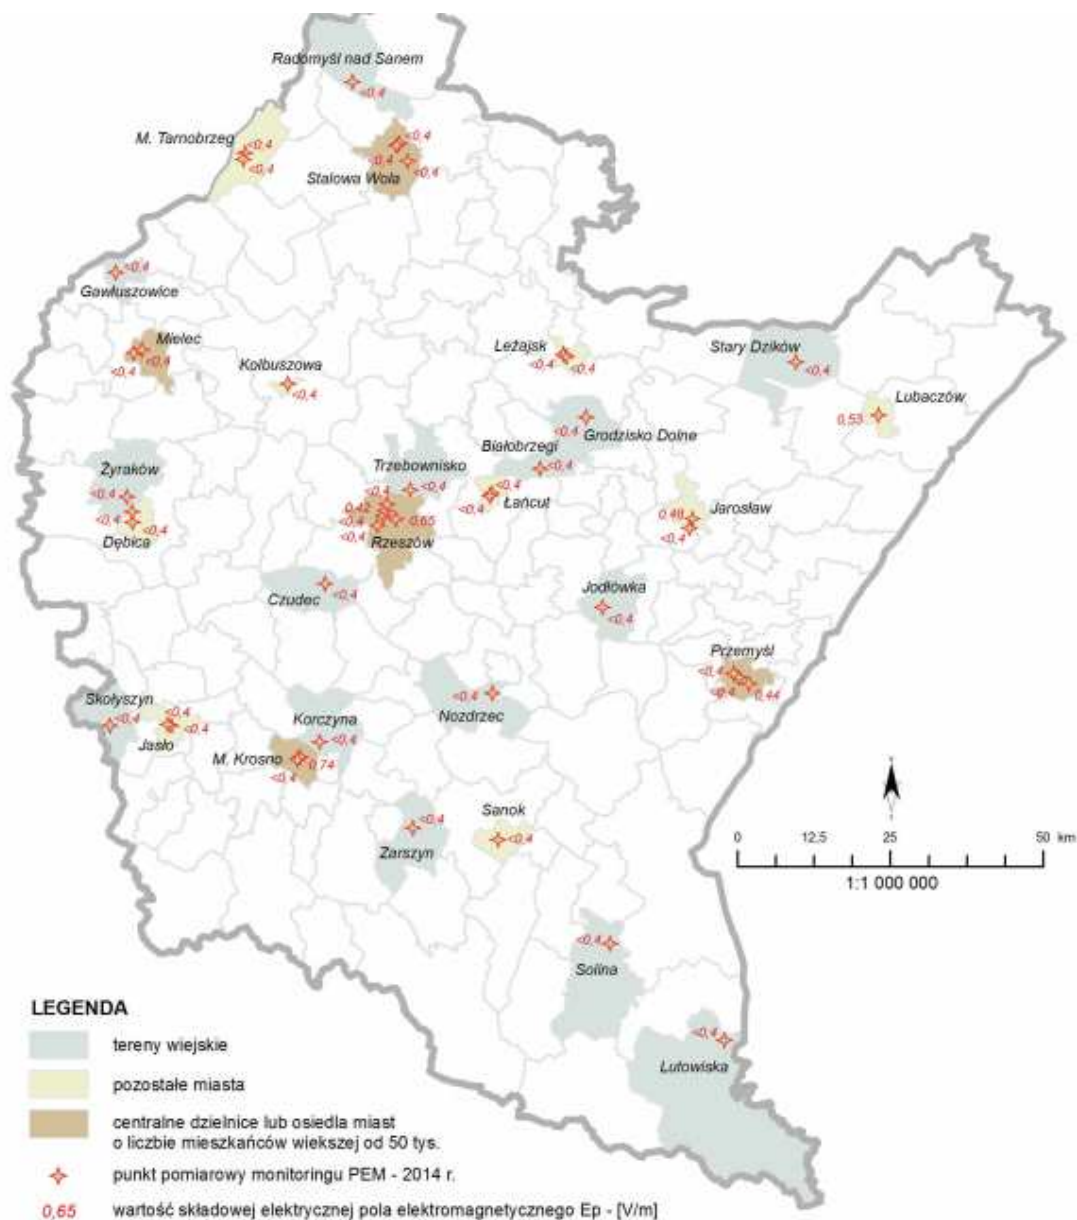 Radomyśl nad Sanem
<0,4
M. Tarnobrzeg
<0,4
<0,4
<0,4
<0,4
<0,4
Stalowa Wola
<0,4
Gawłuszowice
Mielec
<0,4
<0,4
Kolbuszowa
<0,4
Leżajsk
<0,4
<0,4
Stary Dzików
<0,4
Lubaczów
0,53
<0,4
Grodzisko Dolne
Białobrzegi
<0,4
Żyraków
<0,4
<0,4
<0,4
Dębica
Trzebownisko
<0,4
<0,4
0,42
<0,4
0,65
<0,4
Rzeszów
Łańcut
<0,4
Jarosław
0,48
<0,4
Czudec
<0,4
Jodłówka
<0,4
Przemyśl
<0,4
<0,4
0,44
Skołyszyn
<0,4
<0,4
<0,4
Jasło
Korczyna
<0,4
M. Krosno
0,74
<0,4
<0,4
Nozdrzec
<0,4
Zarszyn
Sanok
<0,4
0 12,5 25 50 km
1:1 000 000
<0,4
Solina
<0,4
Lutowiska
LEGENDA
tereny wiejskie
pozostałe miasta
centralne dzielnice lub osiedla miast
o liczbie mieszkańców wiekszej od 50 tys.
punkt pomiarowy monitoringu PEM - 2014 r.
0,65 wartość składowej elektrycznej pola elektromagnetycznego Ep - [V/m]